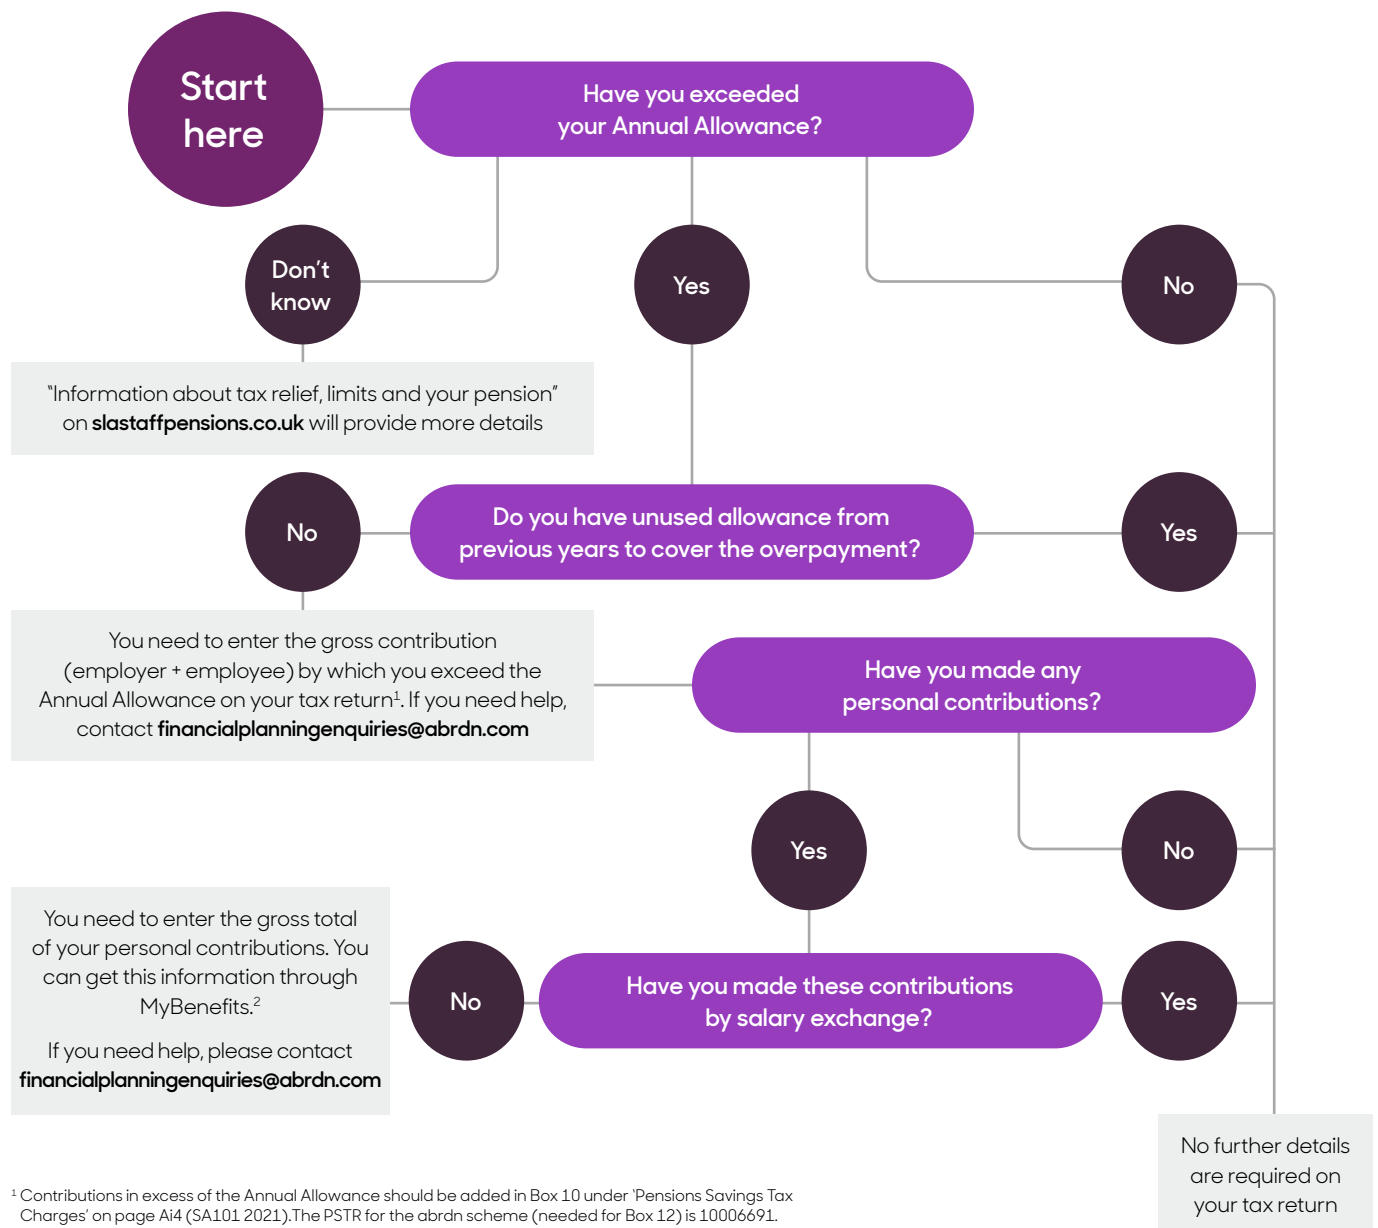 Start
here
Have you exceeded
your Annual Allowance?
Don't
know
Yes
No
“Information about tax relief, limits and your pension”
on slastaffpensions.co.uk will provide more details
No
Do you have unused allowance from
previous years to cover the overpayment?
Yes
You need to enter the gross contribution
(employer + employee) by which you exceed the
Annual Allowance on your tax return¹. If you need help,
contact financialplanningenquiries@abrdn.com
Have you made any
personal contributions?
Yes
No
You need to enter the gross total
of your personal contributions. You
can get this information through
MyBenefits.²
If you need help, please contact
financialplanningenquiries@abrdn.com
No
Have you made these contributions
by salary exchange?
Yes
No further details
are required on
your tax return
¹ Contributions in excess of the Annual Allowance should be added in Box 10 under ‘Pensions Savings Tax
Charges’ on page Ai4 (SA101 2021).The PSTR for the abrdn scheme (needed for Box 12) is 10006691.